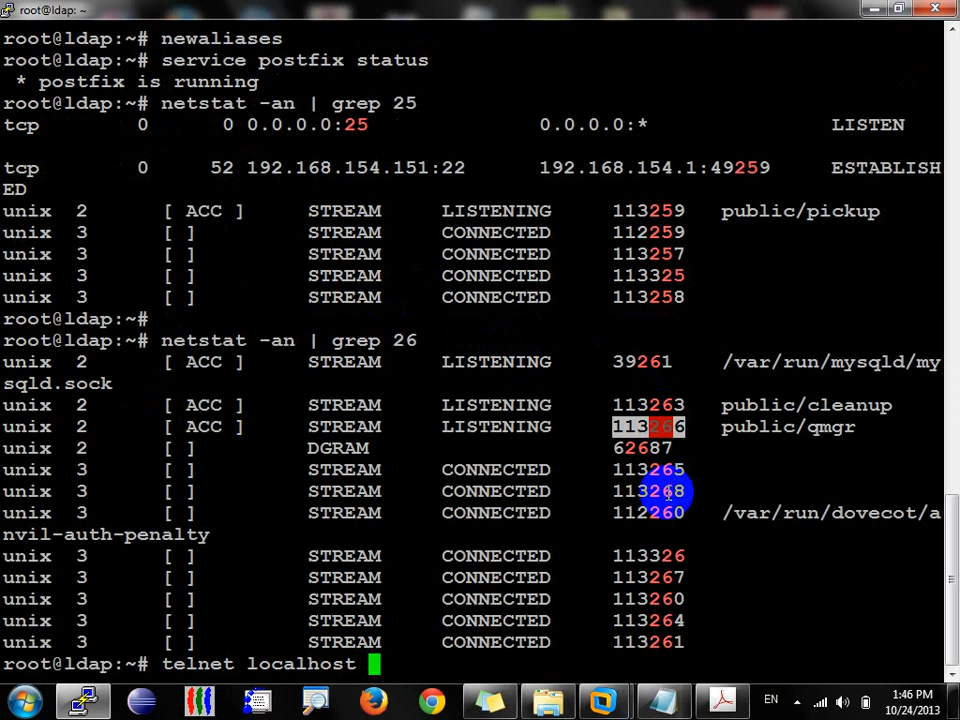 root@ldap: ~
root@ldap:~# newaliases
root@ldap:~# service postfix status
 * postfix is running
root@ldap:~# netstat -an | grep 25
tcp 0 0 0.0.0.0:25 0.0.0.0:* LISTEN
tcp 0 52 192.168.154.151:22 192.168.154.1:49259 ESTABLISH
ED
unix 2 [ ACC ] STREAM LISTENING 113259 public/pickup
unix 3 [ ] STREAM CONNECTED 112259
unix 3 [ ] STREAM CONNECTED 113257
unix 3 [ ] STREAM CONNECTED 113325
unix 3 [ ] STREAM CONNECTED 113258
root@ldap:~#
root@ldap:~# netstat -an | grep 26
unix 2 [ ACC ] STREAM LISTENING 39261 /var/run/mysqld/my
sqld.sock
unix 2 [ ACC ] STREAM LISTENING 113263 public/cleanup
unix 2 [ ACC ] STREAM LISTENING 113266 public/qmgr
unix 2 [ ] DGRAM 62687
unix 3 [ ] STREAM CONNECTED 113265
unix 3 [ ] STREAM CONNECTED 113268
unix 3 [ ] STREAM CONNECTED 112260 /var/run/dovecot/a
nvil-auth-penalty
unix 3 [ ] STREAM CONNECTED 113326
unix 3 [ ] STREAM CONNECTED 113267
unix 3 [ ] STREAM CONNECTED 113260
unix 3 [ ] STREAM CONNECTED 113264
unix 3 [ ] STREAM CONNECTED 113261
root@ldap:~# telnet localhost
EN
1:46 PM
10/24/2013